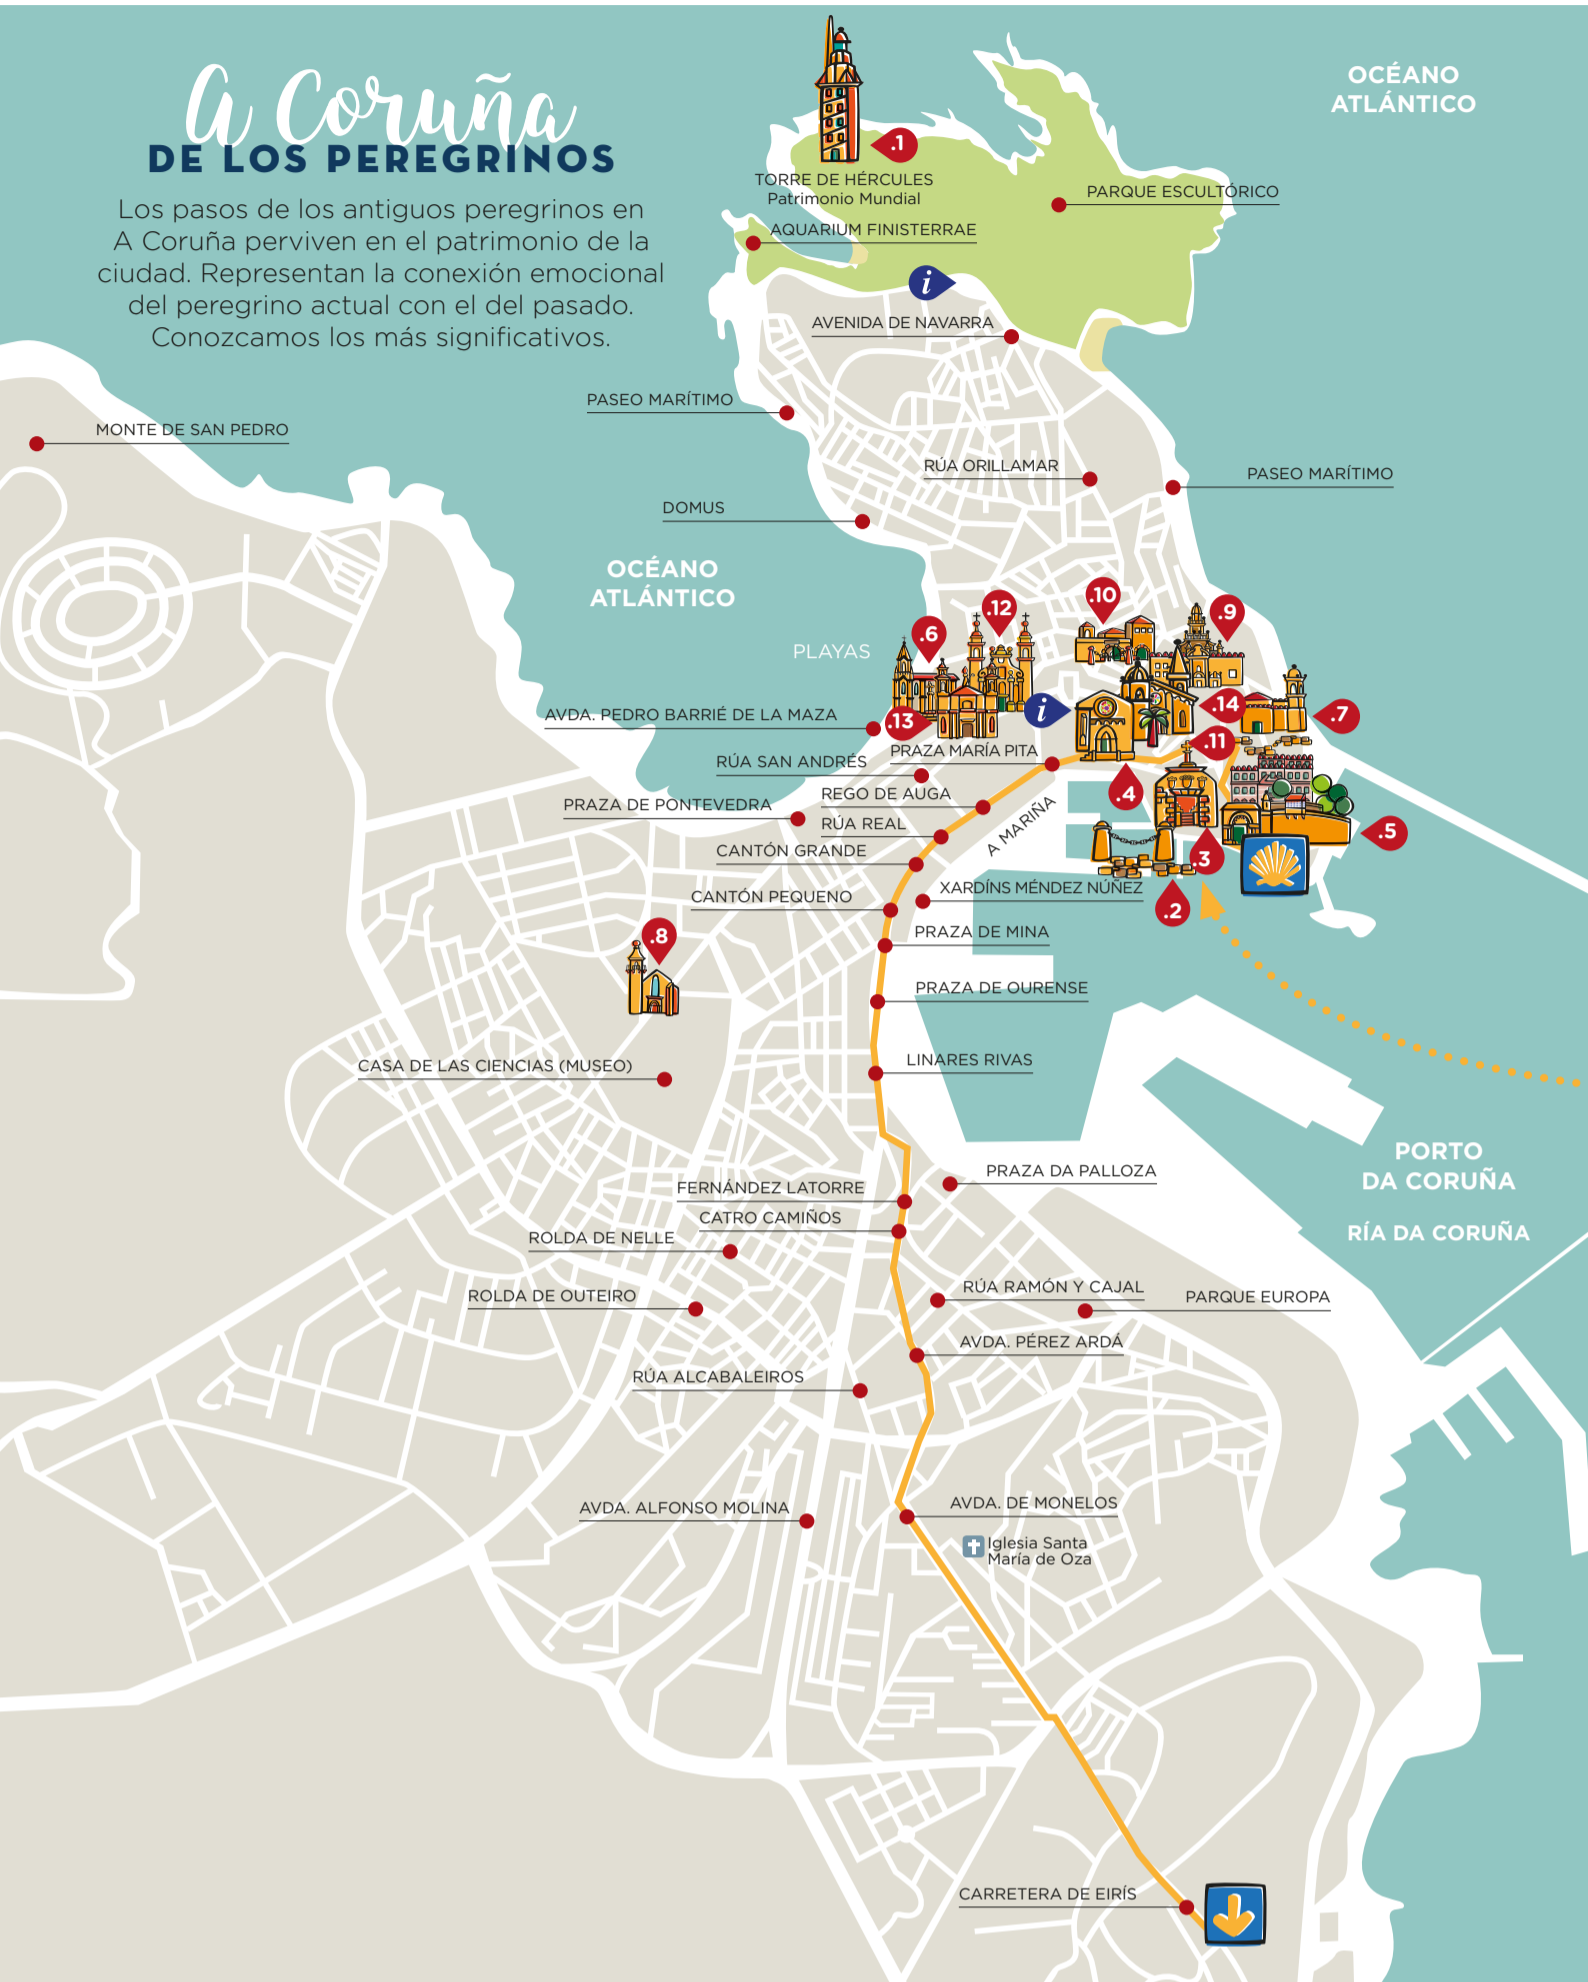 A Coruña
DE LOS PEREGRINOS
Los pasos de los antiguos peregrinos en
A Coruña perviven en el patrimonio de la
ciudad. Representan la conexión emocional
del peregrino actual con el del pasado.
Conozcamos los más significativos.
OCÉANO
ATLÁNTICO
.1
TORRE DE HÉRCULES
Patrimonio Mundial
PARQUE ESCULTÓRICO
AQUARIUM FINISTERRAE
i
AVENIDA DE NAVARRA
PASEO MARÍTIMO
MONTE DE SAN PEDRO
RÚA ORILLAMAR
PASEO MARÍTIMO
DOMUS
OCÉANO
ATLÁNTICO
.10
.12
.9
.6
PLAYAS
.14
i
.7
.13
AVDA. PEDRO BARRIÉ DE LA MAZA
.11
PRAZA MARÍA PITA
RÚA SAN ANDRÉS
REGO DE AUGA
.4
PRAZA DE PONTEVEDRA
RÚA REAL
A MARIÑA
.5
CANTÓN GRANDE
.3
XARDÍNS MÉNDEZ NÚÑEZ
CANTÓN PEQUENO
.2
PRAZA DE MINA
.8
PRAZA DE OURENSE
LINARES RIVAS
CASA DE LAS CIENCIAS (MUSEO)
PORTO
DA CORUÑA
RÍA DA CORUÑA
PRAZA DA PALLOZA
FERNÁNDEZ LATORRE
CATRO CAMIÑOS
ROLDA DE NELLE
RÚA RAMÓN Y CAJAL
PARQUE EUROPA
ROLDA DE OUTEIRO
AVDA. PÉREZ ARDÁ
RÚA ALCABALEIROS
AVDA. DE MONELOS
AVDA. ALFONSO MOLINA
Iglesia Santa
María de Oza
CARRETERA DE EIRÍS